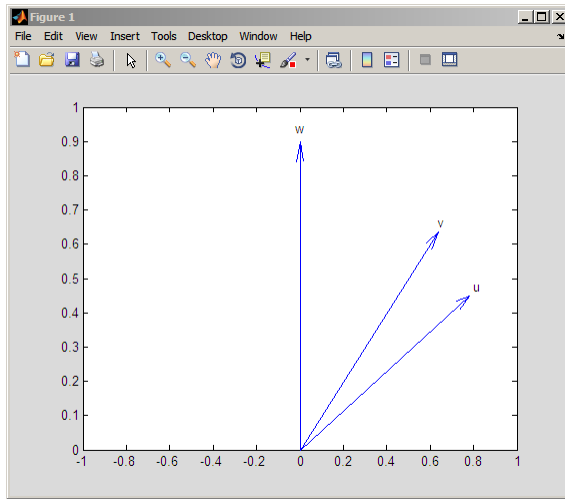 Figure 1
File Edit View Insert Tools Desktop Window Help
w
v
u
1
0.9
0.8
0.7
0.6
0.5
0.4
0.3
0.2
0.1
0
-1 -0.8 -0.6 -0.4 -0.2 0 0.2 0.4 0.6 0.8 1